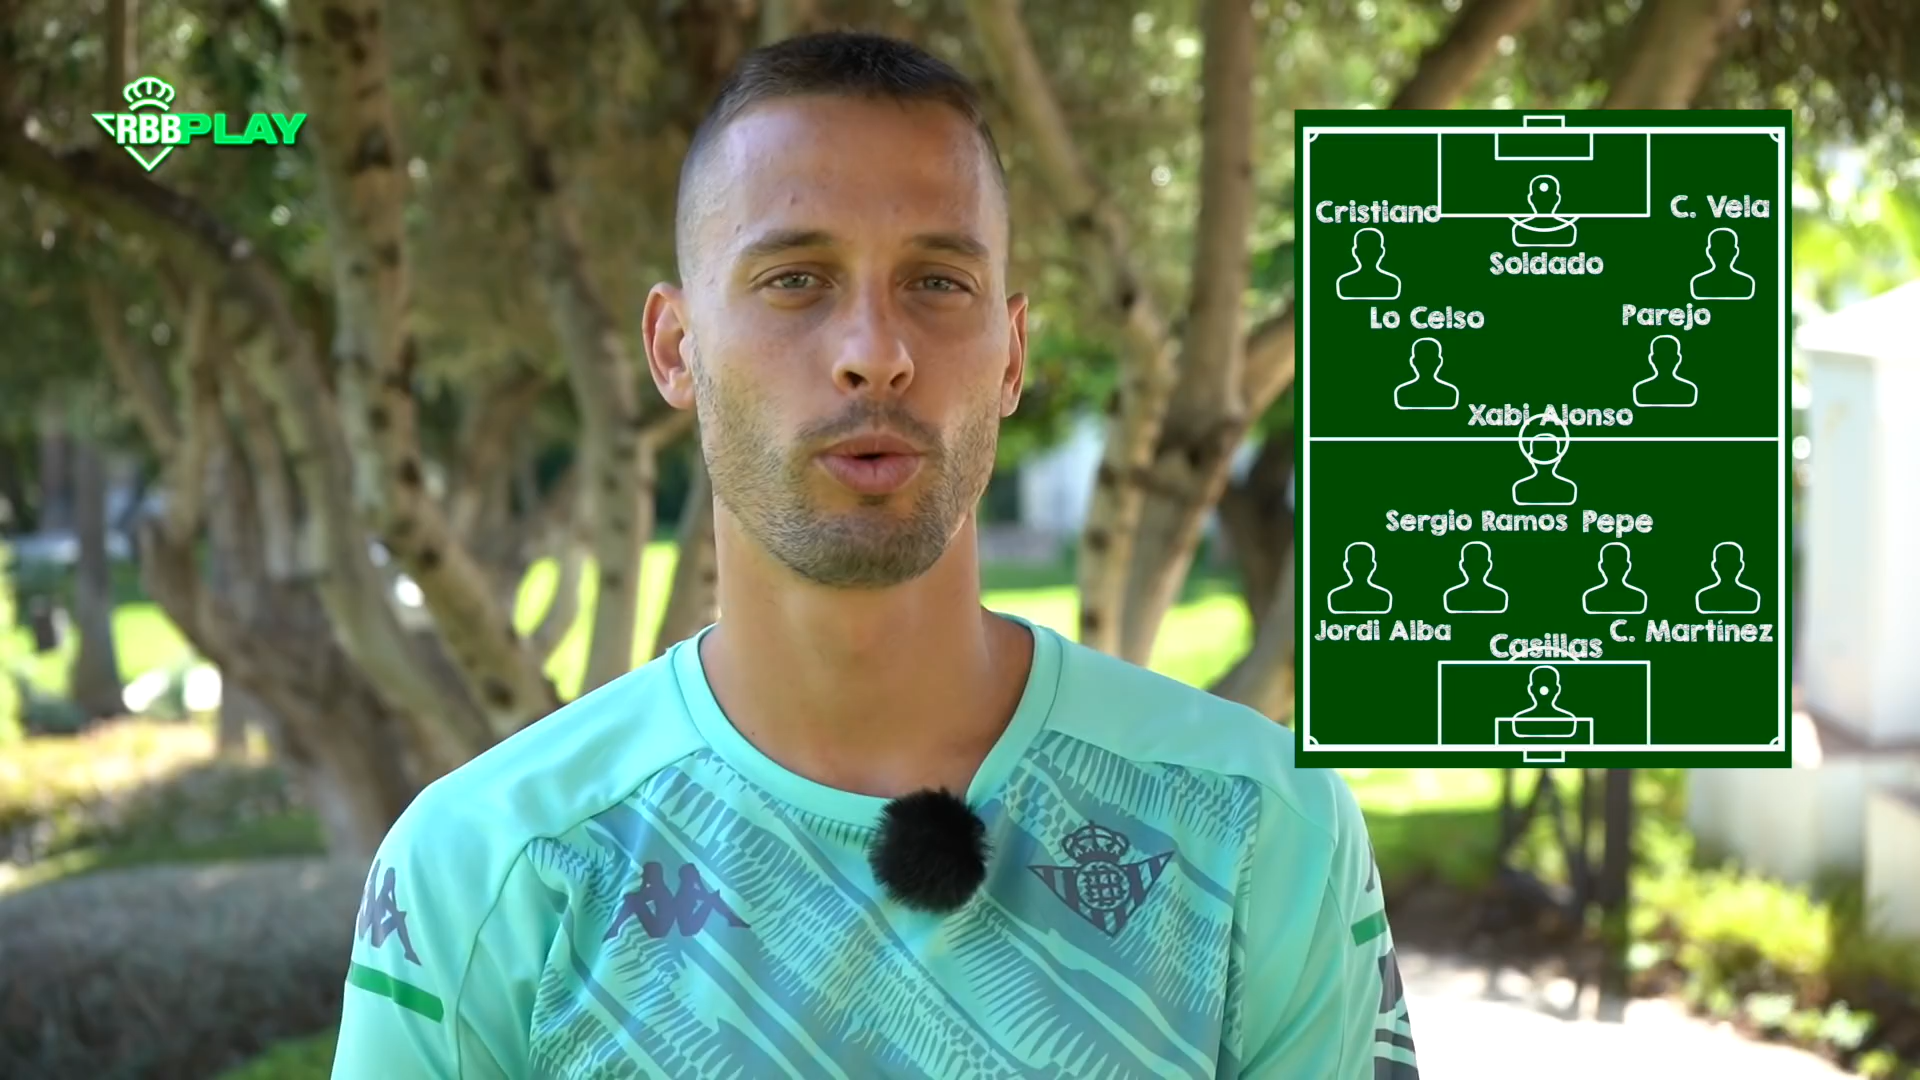 RBBPLAY
Cristiano
C. Vela
Soldado
Lo Celso
Parejo
Xabi Alonso
Sergio Ramos Pepe
Jordi Alba
C. Martínez
Casillas